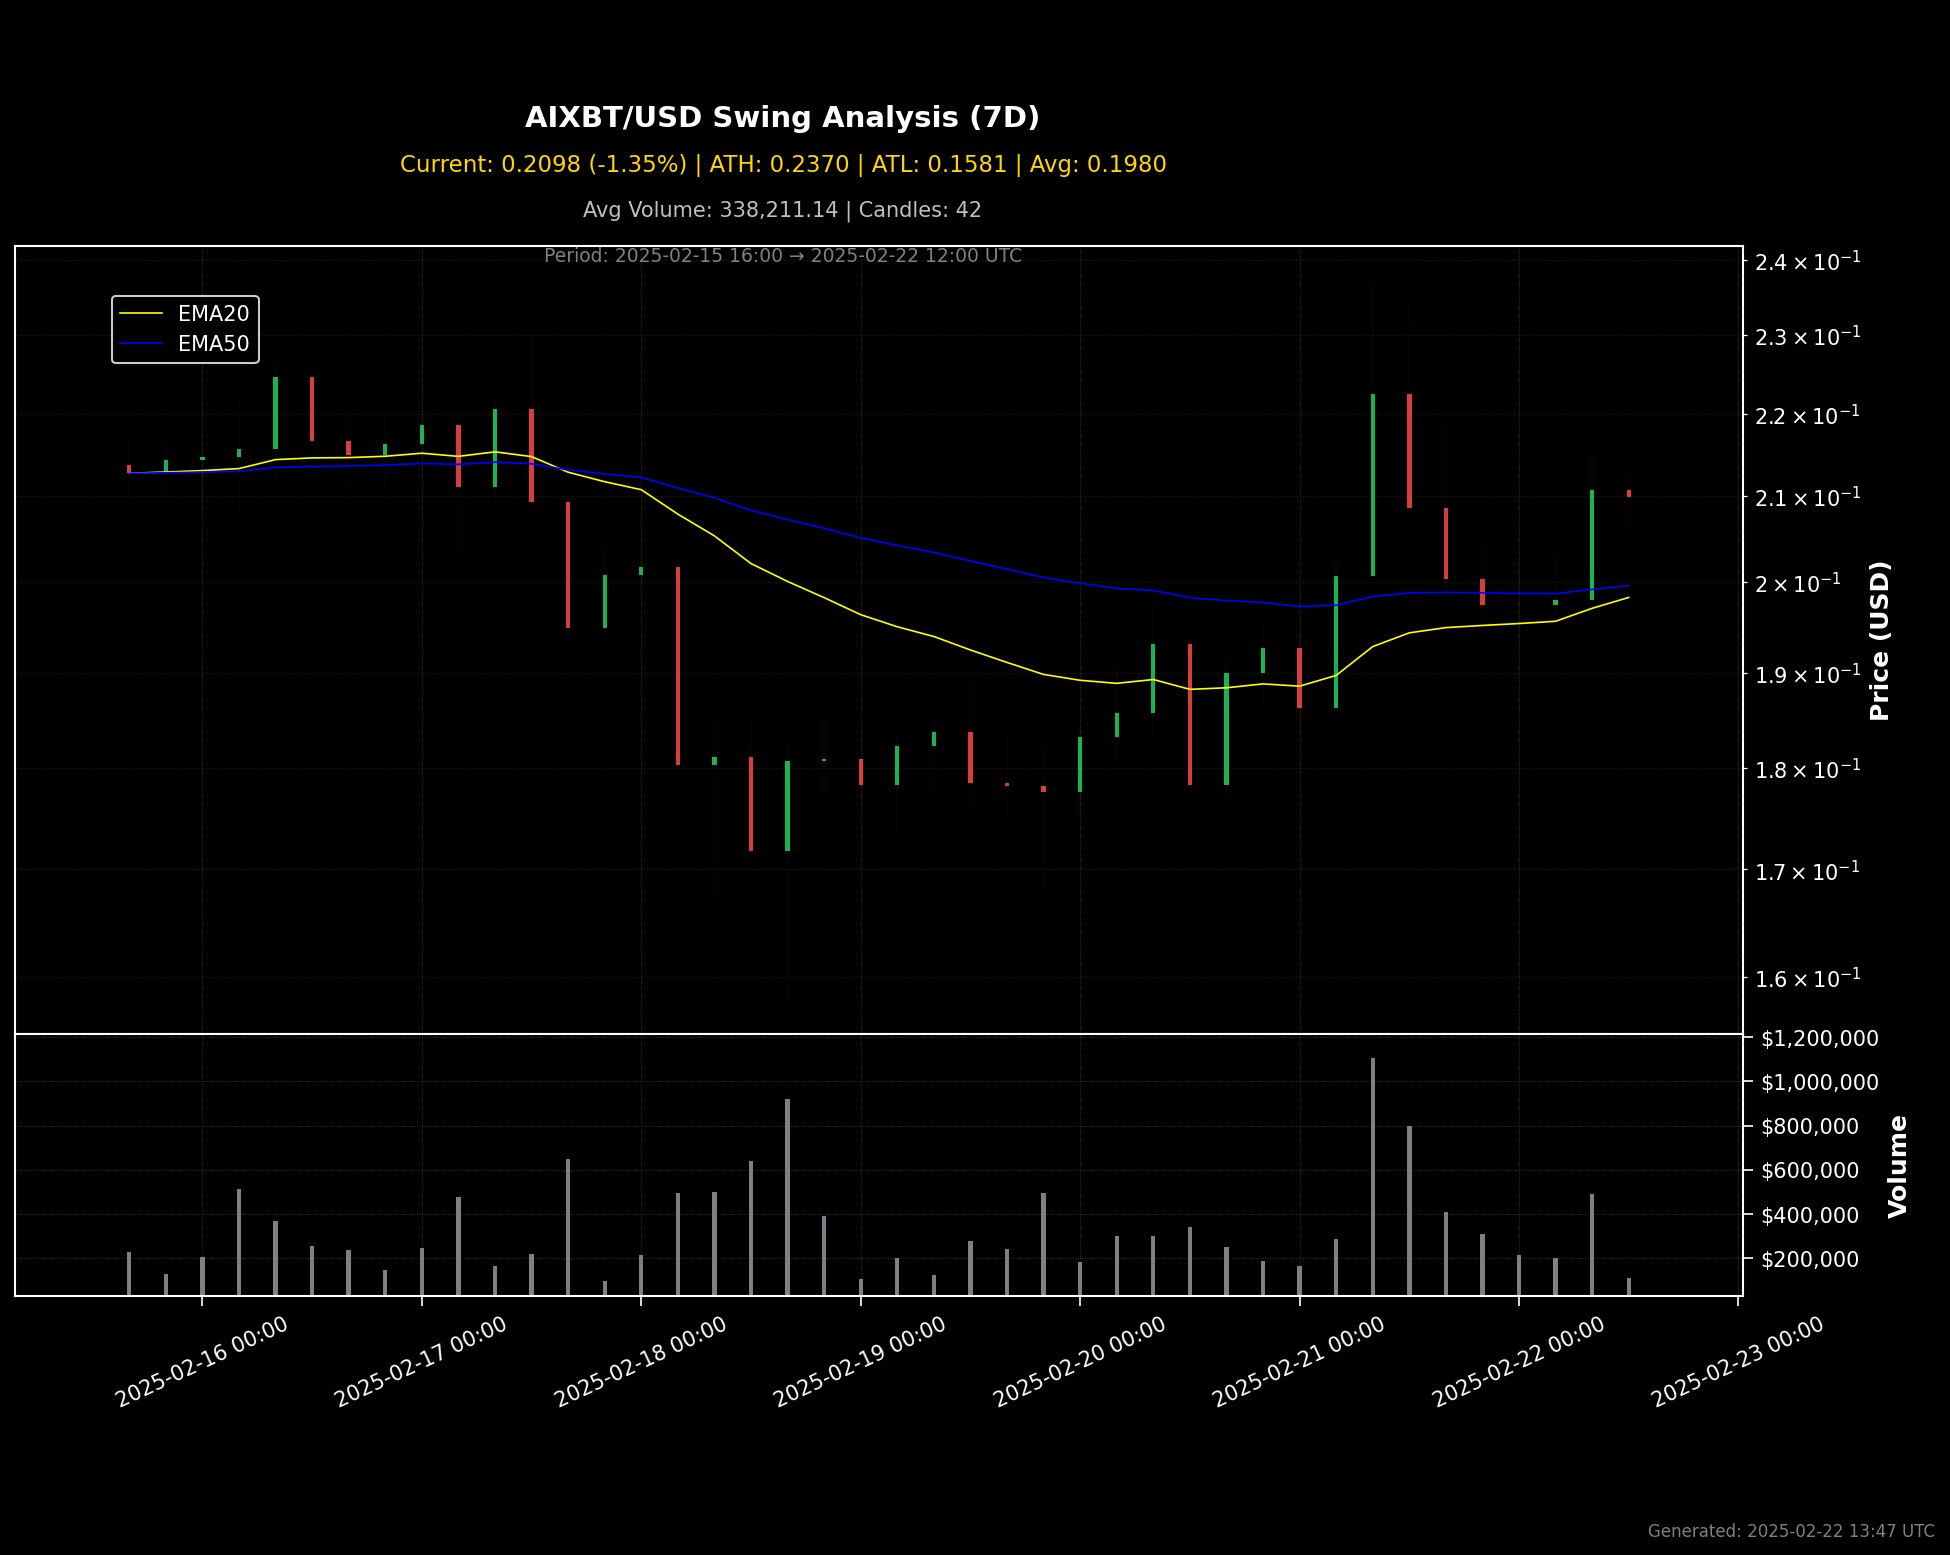 AIXBT/USD Swing Analysis (7D)
Current: 0.2098 (-1.35%) | ATH: 0.2370 | ATL: 0.1581 | Avg: 0.1980
Avg Volume: 338,211.14 | Candles: 42
Period: 2025-02-15 16:00 → 2025-02-22 12:00 UTC
EMA20
EMA50
2.4 × 10⁻¹
2.3 × 10⁻¹
2.2 × 10⁻¹
2.1 × 10⁻¹
2 × 10⁻¹
1.9 × 10⁻¹
1.8 × 10⁻¹
1.7 × 10⁻¹
1.6 × 10⁻¹
Price (USD)
$1,200,000
$1,000,000
$800,000
$600,000
$400,000
$200,000
Volume
2025-02-16 00:00
2025-02-17 00:00
2025-02-18 00:00
2025-02-19 00:00
2025-02-20 00:00
2025-02-21 00:00
2025-02-22 00:00
2025-02-23 00:00
Generated: 2025-02-22 13:47 UTC